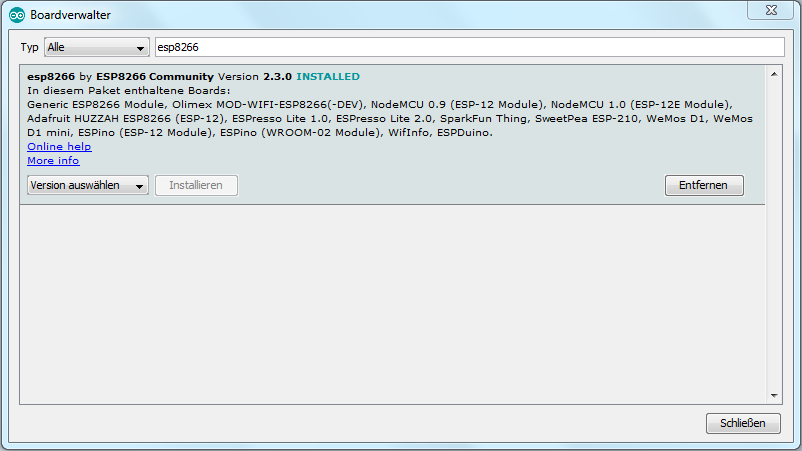 Boardverwalter
Typ Alle esp8266
esp8266 by ESP8266 Community Version 2.3.0 INSTALLED
In diesem Paket enthaltene Boards:
Generic ESP8266 Module, Olimex MOD-WIFI-ESP8266(-DEV), NodeMCU 0.9 (ESP-12 Module), NodeMCU 1.0 (ESP-12E Module),
Adafruit HUZZAH ESP8266 (ESP-12), ESPresso Lite 1.0, ESPresso Lite 2.0, SparkFun Thing, SweetPea ESP-210, WeMos D1, WeMos
D1 mini, ESPino (ESP-12 Module), ESPino (WROOM-02 Module), WifInfo, ESPDuino.
Online help
More info
Version auswählen Installieren Entfernen
Schließen